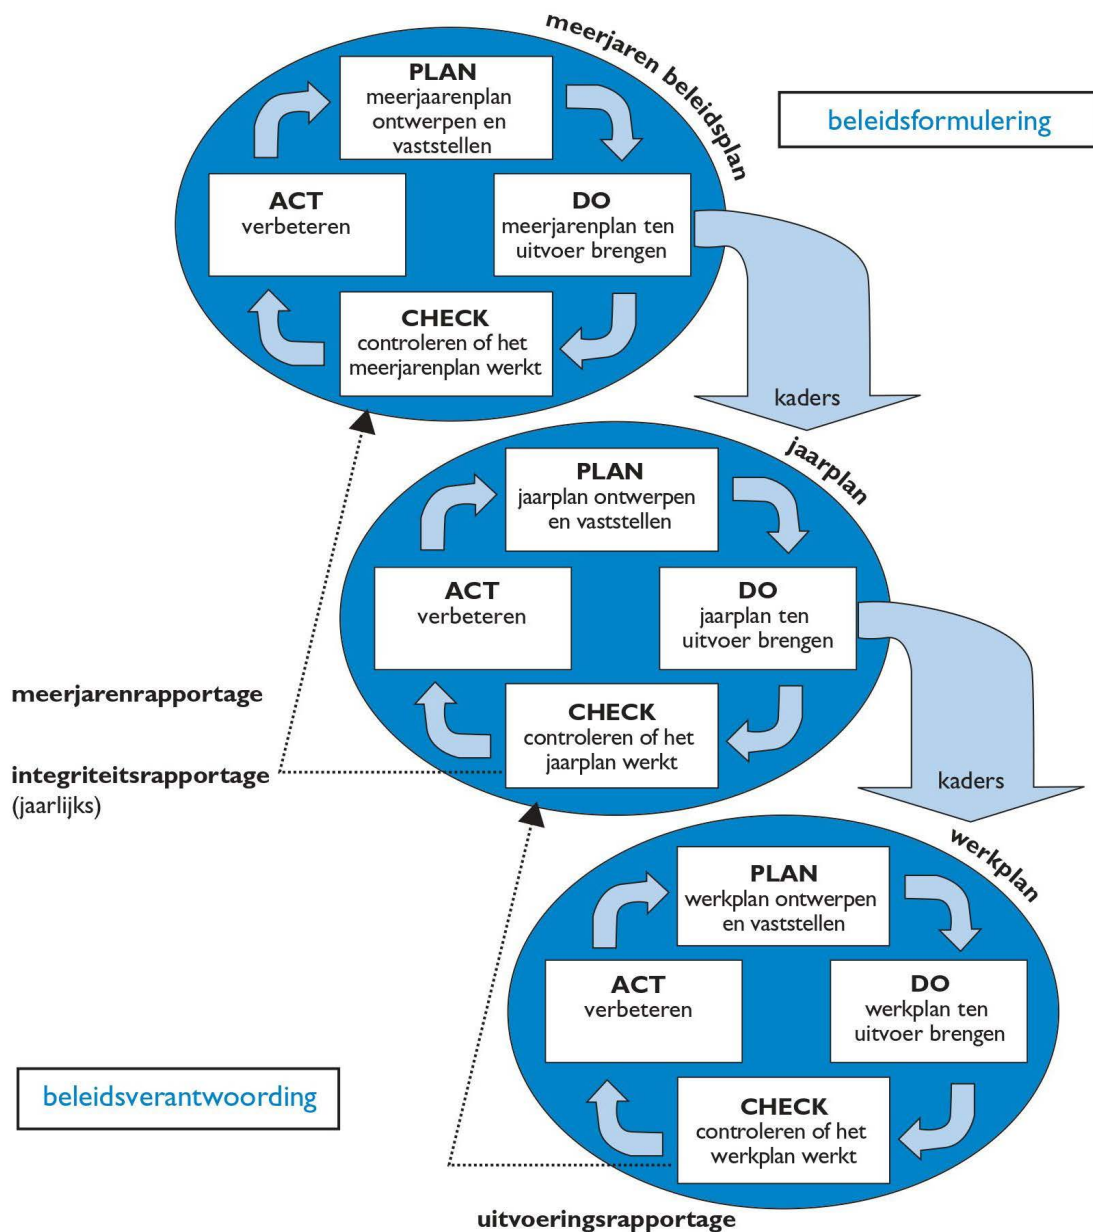 meerjaren beleidsplan
beleidsformulering
PLAN
meerjaarenplan
ontwerpen en
vaststellen
ACT
verbeteren
DO
meerjarenplan ten
uitvoer brengen
CHECK
controleren of het
meerjarenplan werkt
kaders
jaarplan
PLAN
jaarplan ontwerpen
en vaststellen
ACT
verbeteren
DO
jaarplan ten
uitvoer brengen
CHECK
controleren of het
jaarplan werkt
meerjarenrapportage
integriteitsrapportage
(jaarlijks)
kaders
werkplan
PLAN
werkplan ontwerpen
en vaststellen
ACT
verbeteren
DO
werkplan ten
uitvoer brengen
CHECK
controleren of het
werkplan werkt
beleidsverantwoording
uitvoeringsrapportage